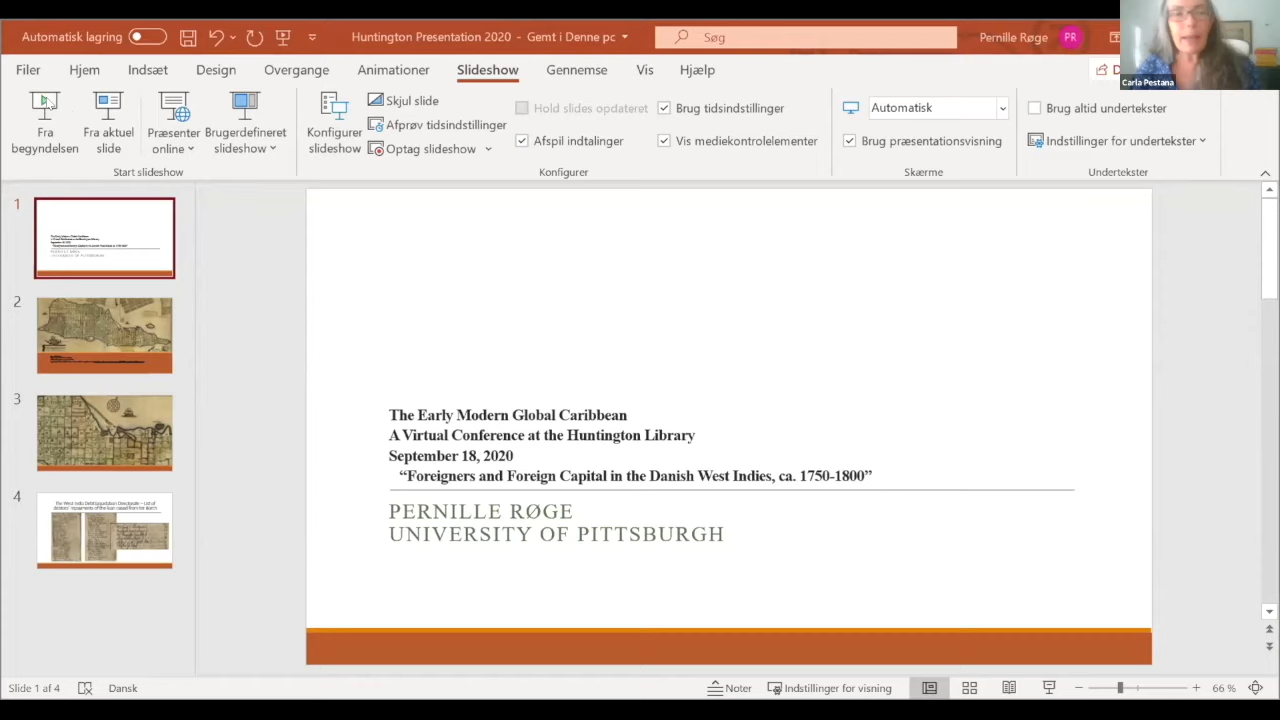 Automatisk lagring
Huntington Presentation 2020 - Gemt i Denne pc
Søg
Pernille Røge
PR
Carla Pestana
Filer
Hjem
Indsæt
Design
Overgange
Animationer
Slideshow
Gennemse
Vis
Hjælp
Fra begyndelsen
Fra aktuel slide
Præsenter online
Brugerdefineret slideshow
Start slideshow
Konfigurer slideshow
Skjul slide
Afprøv tidsindstillinger
Optag slideshow
Hold slides opdateret
Afspil indtalinger
Brug tidsindstillinger
Vis mediekontrolelementer
Konfigurer
Automatisk
Brug præsentationsvisning
Skærme
Brug altid undertekster
Indstillinger for undertekster
Undertekster
1
2
3
4
The Early Modern Global Caribbean
A Virtual Conference at the Huntington Library
September 18, 2020
“Foreigners and Foreign Capital in the Danish West Indies, ca. 1750-1800”
PERNILLE RØGE
UNIVERSITY OF PITTSBURGH
Slide 1 af 4
Dansk
Noter
Indstillinger for visning
66 %